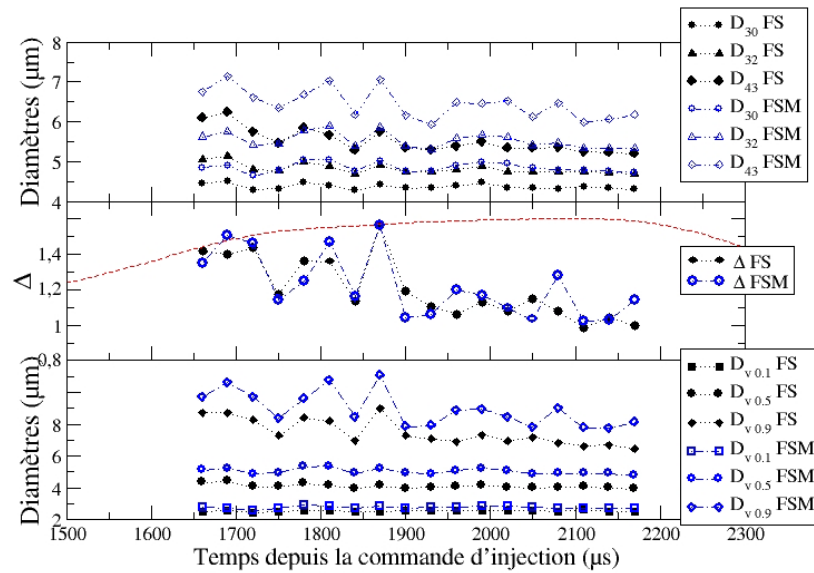 8
7
6
5
4
Diamètres (µm)
D30 FS
D32 FS
D43 FS
D30 FSM
D32 FSM
D43 FSM
1,4
1,2
1
0,8
Δ
Δ FS
Δ FSM
8
6
4
2
Diamètres (µm)
Dv 0.1 FS
Dv 0.5 FS
Dv 0.9 FS
Dv 0.1 FSM
Dv 0.5 FSM
Dv 0.9 FSM
1500 1600 1700 1800 1900 2000 2100 2200 2300
Temps depuis la commande d'injection (µs)